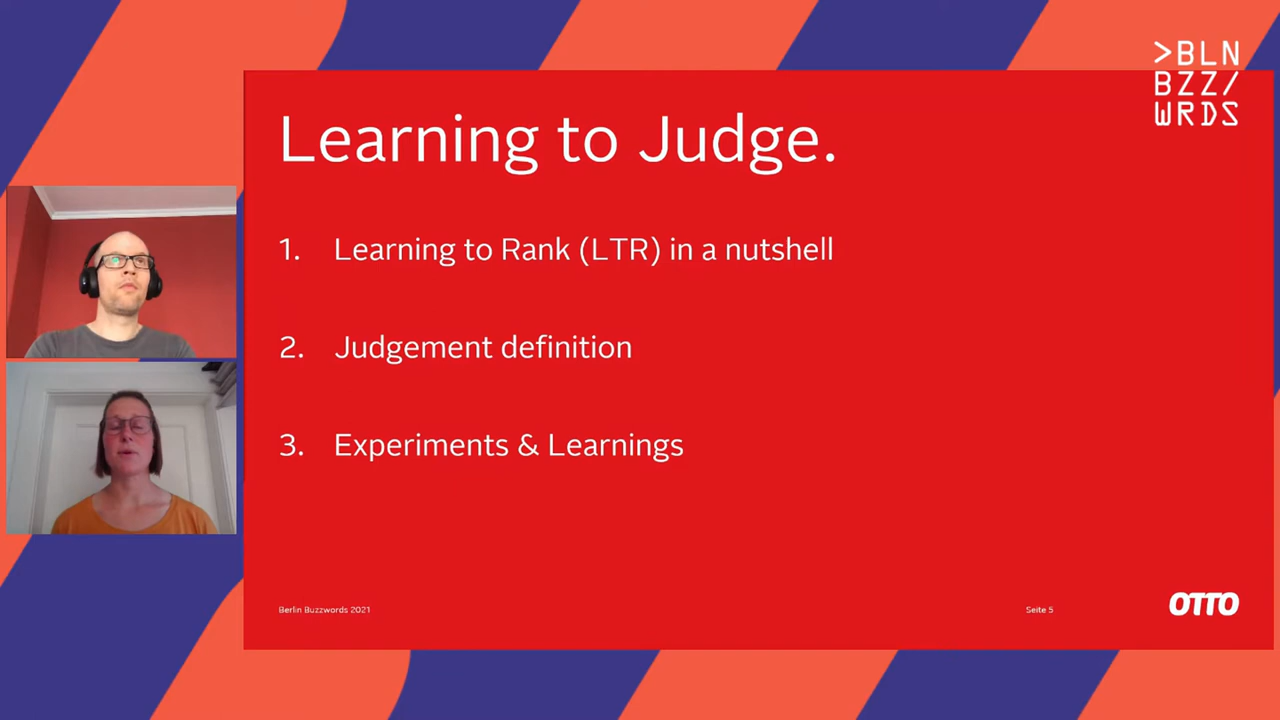 >BLN
BZZ/
WRDS
Learning to Judge.
1. Learning to Rank (LTR) in a nutshell
2. Judgement definition
3. Experiments & Learnings
Berlin Buzzwords 2021
Seite 5
OTTO